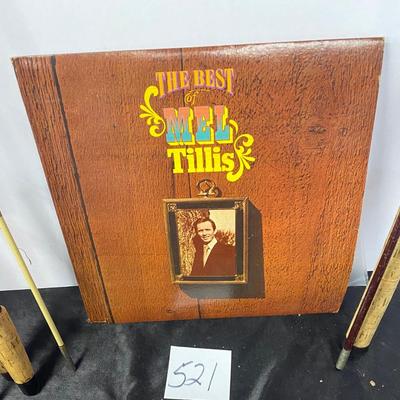 THE BEST
of
MEL
Tillis
521